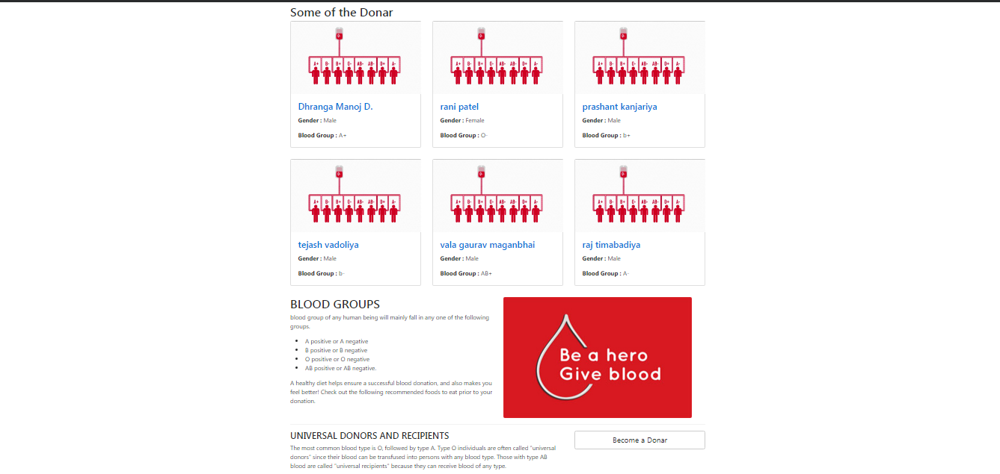 Some of the Donar
A+ B- B+ O- AB- AB- O+ A-
A+ B- B+ O- AB- AB- O+ A-
A+ B- B+ O- AB- AB- O+ A-
Dhranga Manoj D.
Gender : Male
Blood Group : A+
rani patel
Gender : Female
Blood Group : O-
prashant kanjariya
Gender : Male
Blood Group : b+
A+ B- B+ O- AB- AB- O+ A-
A+ B- B+ O- AB- AB- O+ A-
A+ B- B+ O- AB- AB- O+ A-
tejash vadoliya
Gender : Male
Blood Group : b-
vala gaurav maganbhai
Gender : Male
Blood Group : AB+
raj timabadiya
Gender : Male
Blood Group : A-
BLOOD GROUPS
blood group of any human being will mainly fall in any one of the following
groups.
A positive or A negative
B positive or B negative
O positive or O negative
AB positive or AB negative.
A healthy diet helps ensure a successful blood donation, and also makes you
feel better! Check out the following recommended foods to eat prior to your
donation.
Be a hero
Give blood
UNIVERSAL DONORS AND RECIPIENTS
The most common blood type is O, followed by type A. Type O individuals are often called "universal
donors" since their blood can be transfused into persons with any blood type. Those with type AB
blood are called "universal recipients" because they can receive blood of any type.
Become a Donar